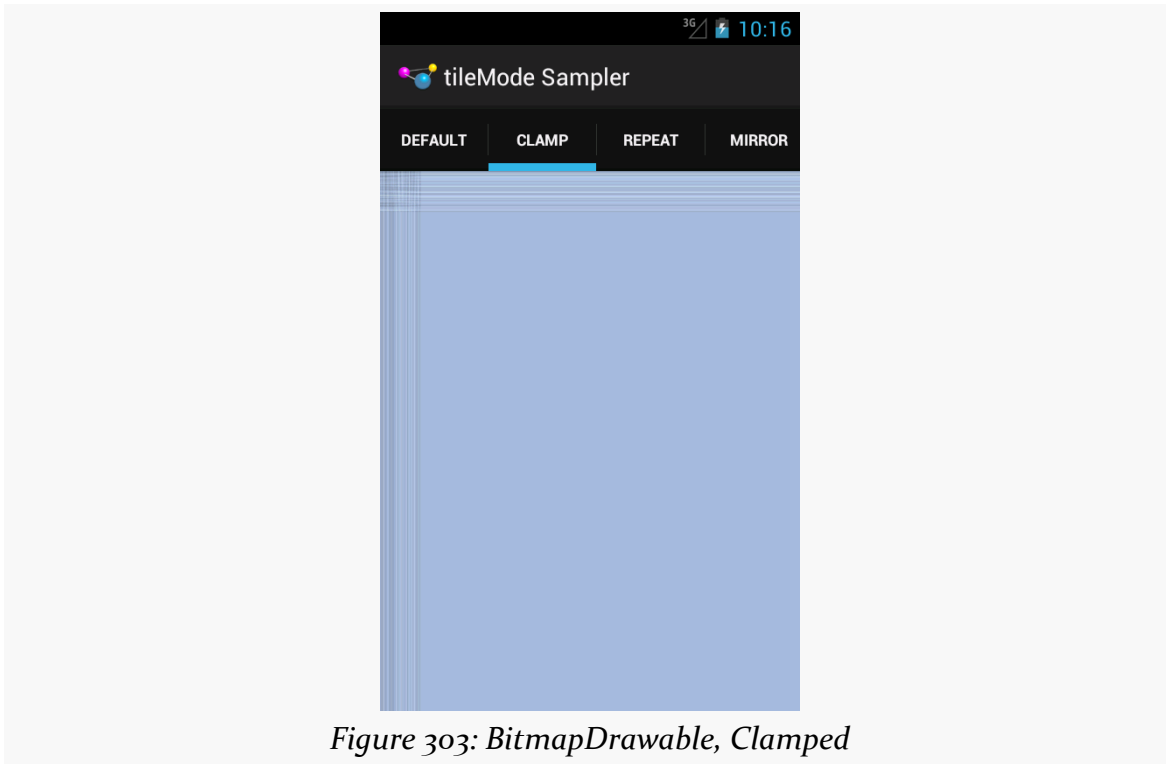 3G 10:16
tileMode Sampler
DEFAULT CLAMP REPEAT MIRROR
Figure 303: BitmapDrawable, Clamped